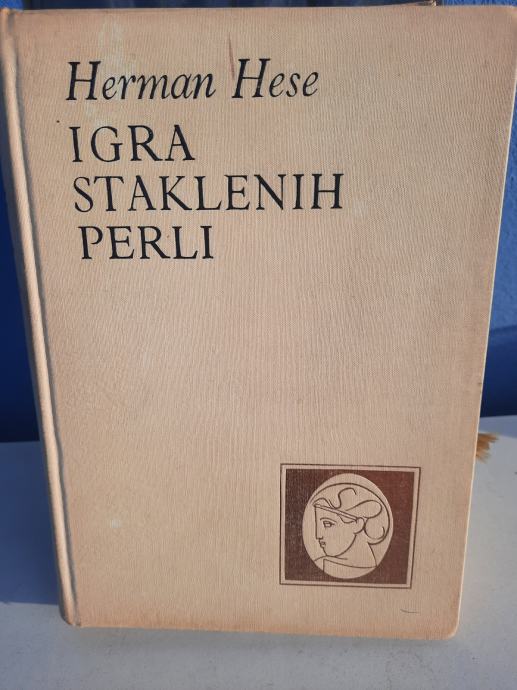 Herman Hese
IGRA
STAKLENIH
PERLI